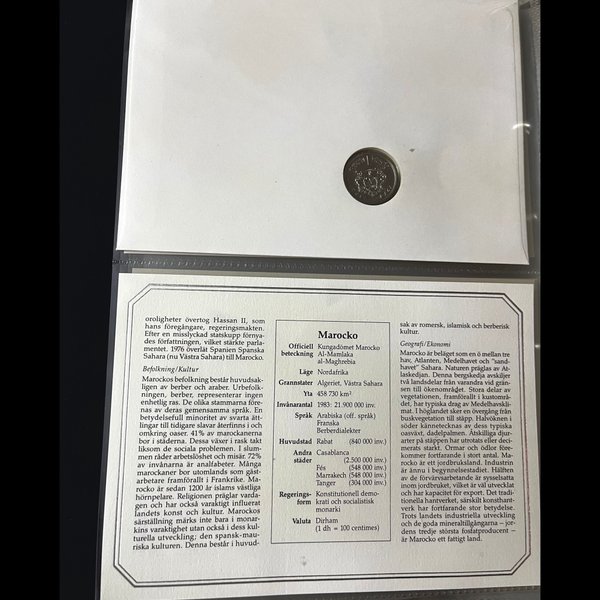 oroligheter övertog Hassan II, som
hans föregångare, regeringsmakten.
Efter en misslyckad statskupp förnya-
des författningen, vilket stärkte parla-
mentet. 1976 överlät Spanien Spanska
Sahara (nu Västra Sahara) till Marocko.
Befolkning/Kultur
Marockos befolkning består huvudsak-
ligen av berber och araber. Urbefolk-
ningen, berber, representerar ingen
enhetlig ras. De olika stammarna före-
nas av deras gemensamma språk. En
betydelsefull minoritet av svarta ätt-
lingar till tidigare slavar återfinns i och
omkring oaser. 41% av marockanerna
bor i städerna. Dessa växer i rask takt
liksom de sociala problemen. I slum-
men råder arbetslöshet och misär. 72%
av invånarna är analfabeter. Många
marockaner bor utomlands som gäst-
arbetare framförallt i Frankrike. Ma-
rocko är sedan 1200 år islams västliga
hörnpelare. Religionen präglar varda-
gen och har också varaktigt influerat
landets konst och kultur. Marockos
särställning märks inte bara i monar-
kins varaktighet utan också i dess kul-
turella utveckling; den spansk-mau-
riska kulturen. Denna består i huvud-
Marocko
Officiell beteckning Kungadömet Marocko
Al-Mamlaka
al-Maghrebia
Läge Nordafrika
Grannstater Algeriet, Västra Sahara
Yta 458 730 km²
Invånarantal 1983: 21.900 000 inv.
Språk Arabiska (off. språk)
Franska
Berberdialekter
Huvudstad Rabat (840 000 inv.)
Andra städer Casablanca
(2.500 000 inv.)
Fés (548 000 inv.)
Marrakech (548 000 inv.)
Tanger (304 000 inv.)
Regerings-form Konstitutionell demo-
krati och socialistisk
monarki
Valuta Dirham
(1 dh = 100 centimes)
sak av romersk, islamisk och berberisk
kultur.
Geografi/Ekonomi
Marocko är beläget som en ö mellan tre
hav, Atlanten, Medelhavet och "sand-
havet" Sahara. Naturen präglas av At-
laskedjan. Denna bergskedja avskiljer
två landsdelar från varandra vid grän-
sen till ökenområdet. Stora delar av
vegetationen, framförallt i kustområ-
det, har typiska drag av Medelhavskli-
mat. I höglandet sker en övergång från
buskvegetation till stäpp. Halvöknen i
söder kännetecknas av dess typiska
oasväxt, dadelpalmen. Åtskilliga djur-
arter på stäppen har utrotats eller deci-
merats starkt. Ormar och ödlor före-
kommer fortfarande i stort antal. Ma-
rocko är ett jordbruksland. Industrin
är ännu i begynnelsestadiet. Hälften
av de förvärvsarbetande är sysselsatta
inom jordbruket, vilket är väl utvecklat
och har kapacitet för export. Det tradi-
tionella hantverket, särskilt konsthant-
verk har fortfarande stor betydelse.
Trots landets industriella utveckling
och de goda mineraltillgångarna – jor-
dens tredje största fosfatproducent –
är Marocko ett fattigt land.